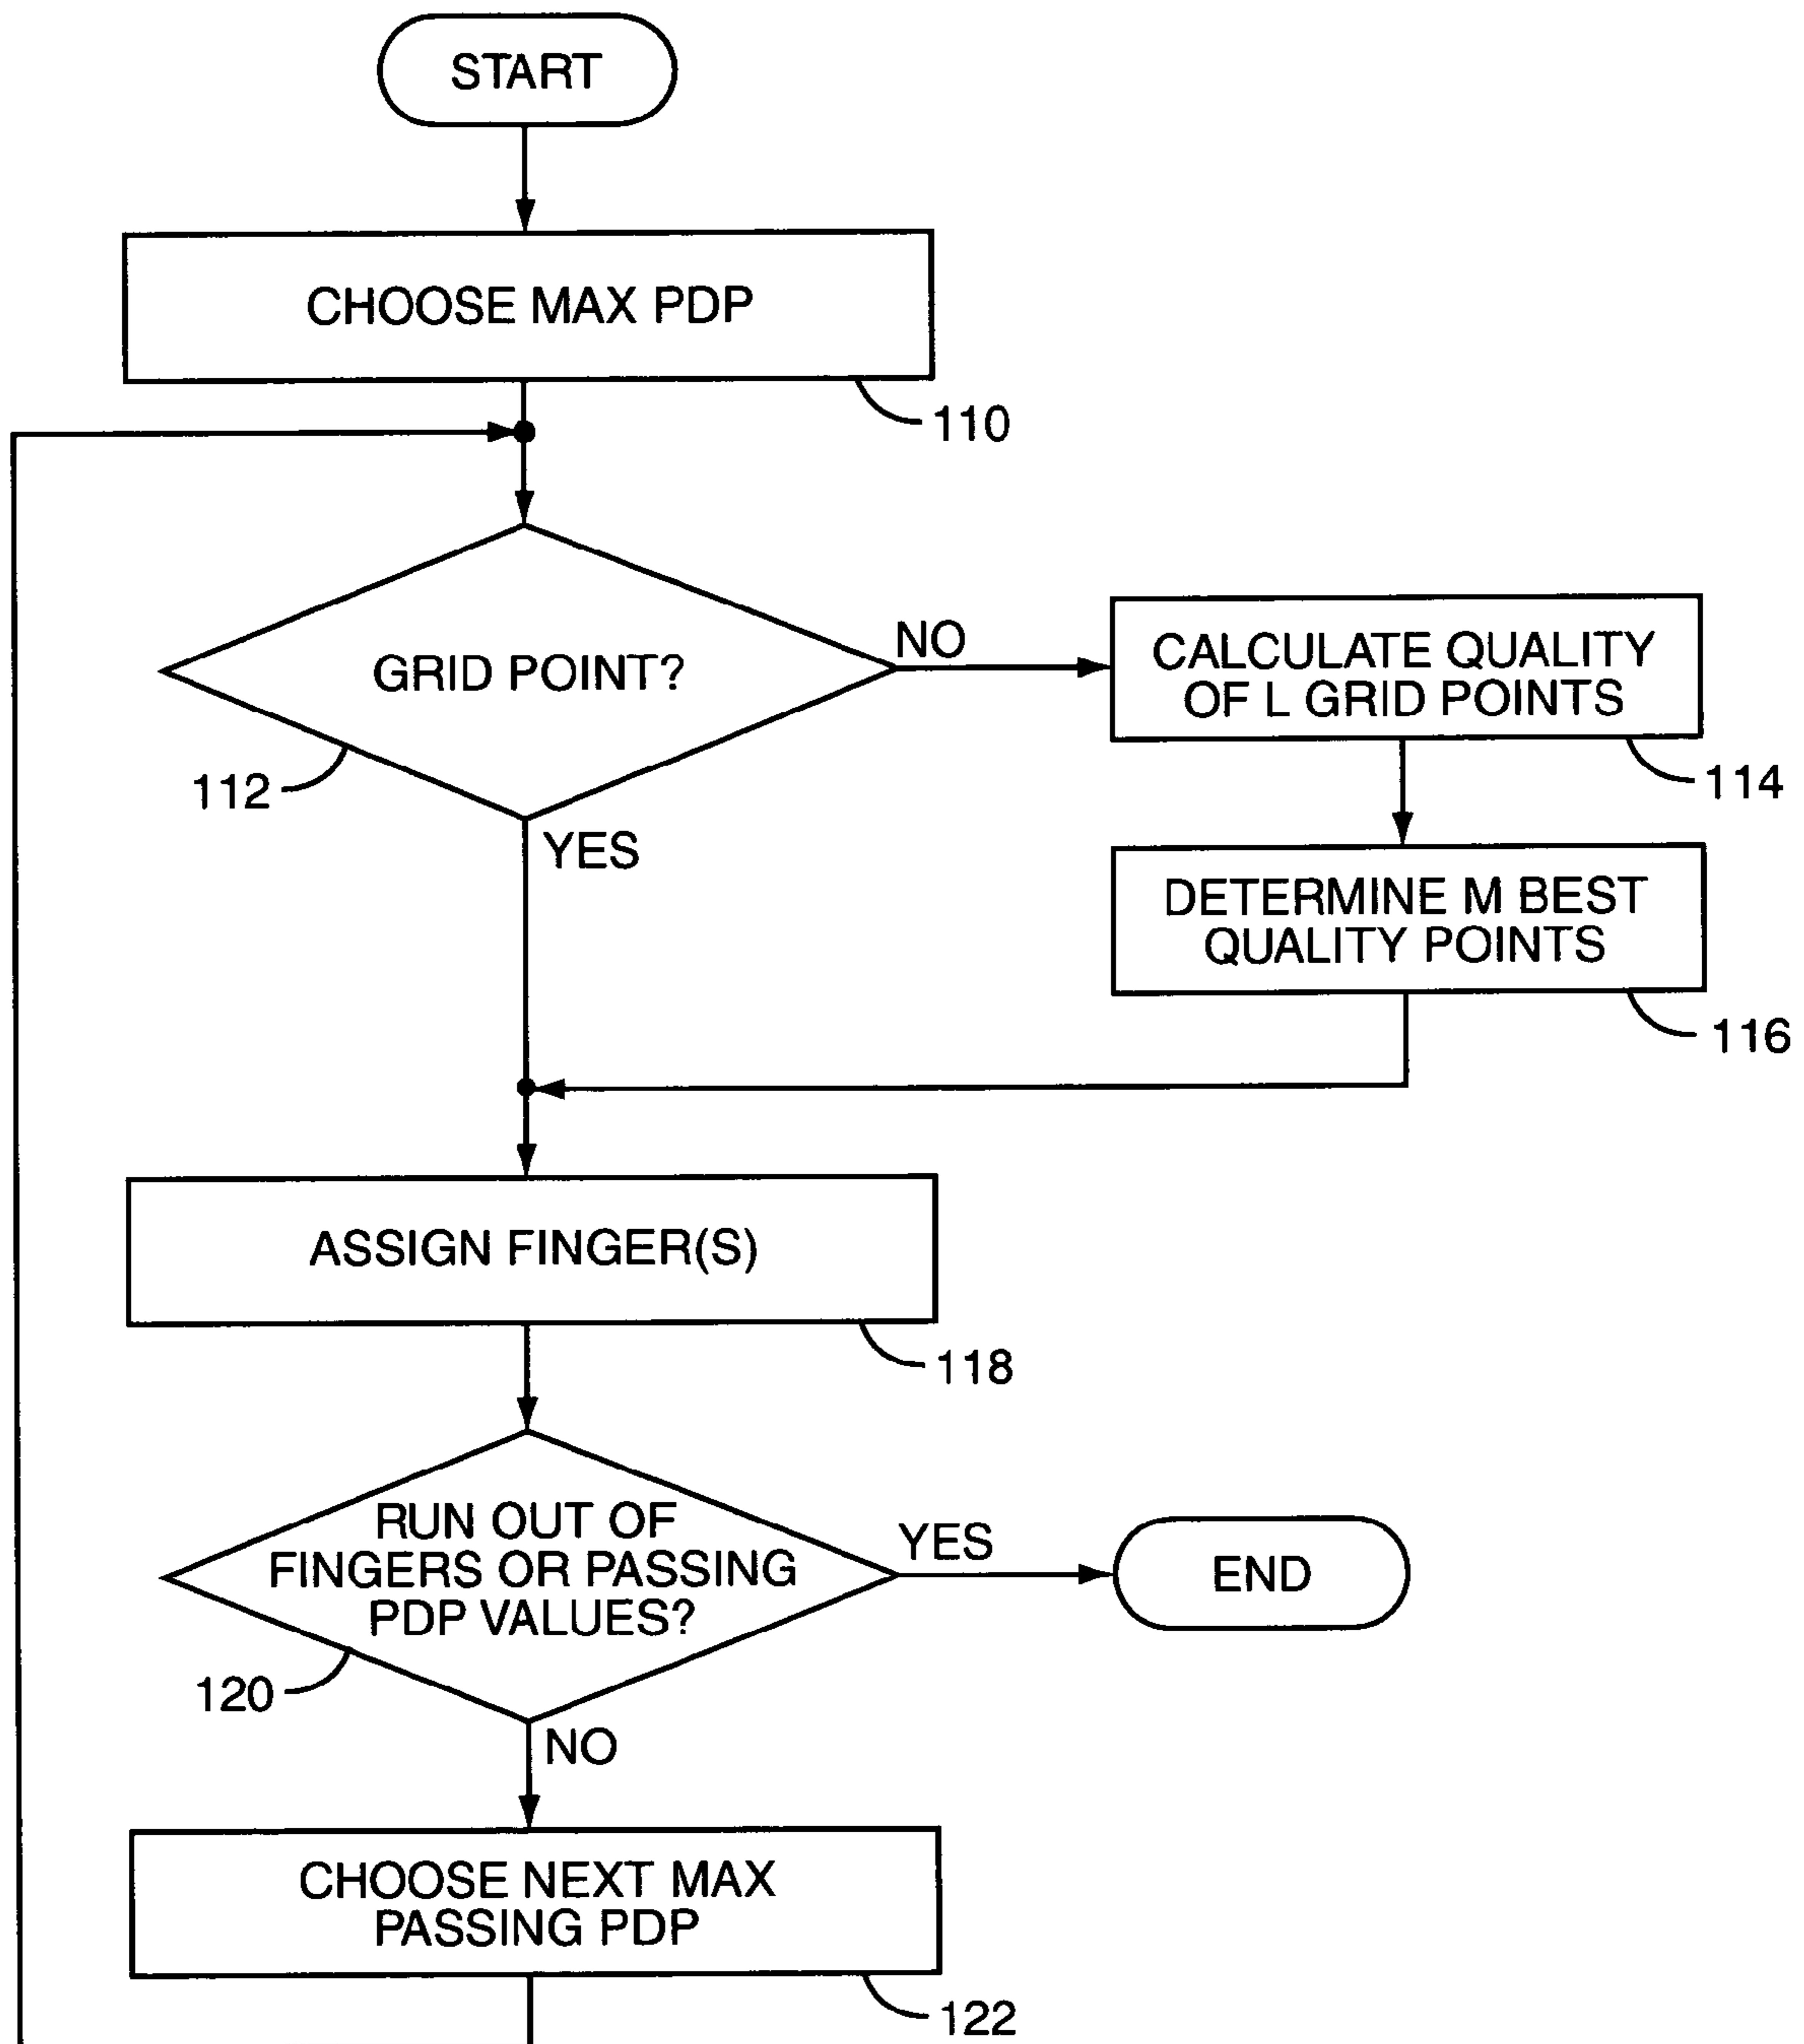 START
CHOOSE MAX PDP
110
GRID POINT?
NO
CALCULATE QUALITY
OF L GRID POINTS
112
114
YES
DETERMINE M BEST
QUALITY POINTS
116
ASSIGN FINGER(S)
118
RUN OUT OF
FINGERS OR PASSING
PDP VALUES?
YES
END
120
NO
CHOOSE NEXT MAX
PASSING PDP
122